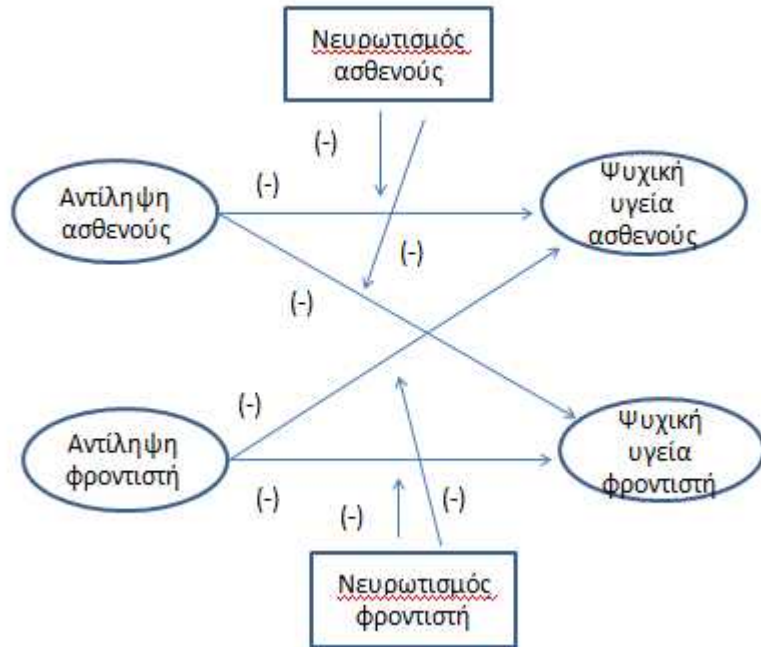 Νευρωτισμός
ασθενούς
(-)
(-)
Αντίληψη
ασθενούς
Ψυχική
υγεία
ασθενούς
(-)
(-)
(-)
Αντίληψη
φροντιστή
Ψυχική
υγεία
φροντιστή
(-)
(-)
(-)
Νευρωτισμός
φροντιστή